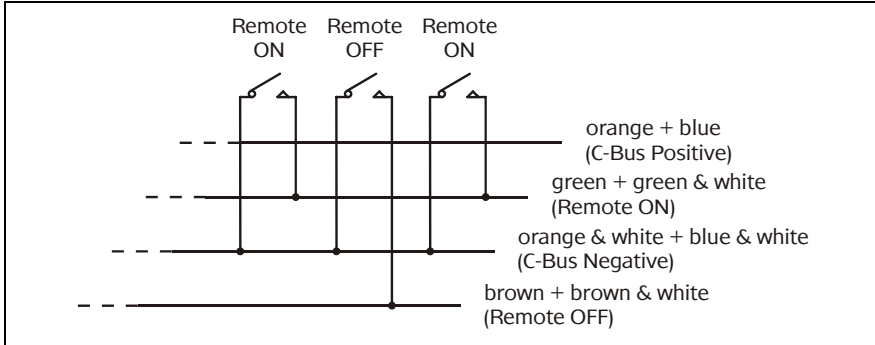 Remote ON
Remote OFF
Remote ON
orange + blue
(C-Bus Positive)
green + green & white
(Remote ON)
orange & white + blue & white
(C-Bus Negative)
brown + brown & white
(Remote OFF)